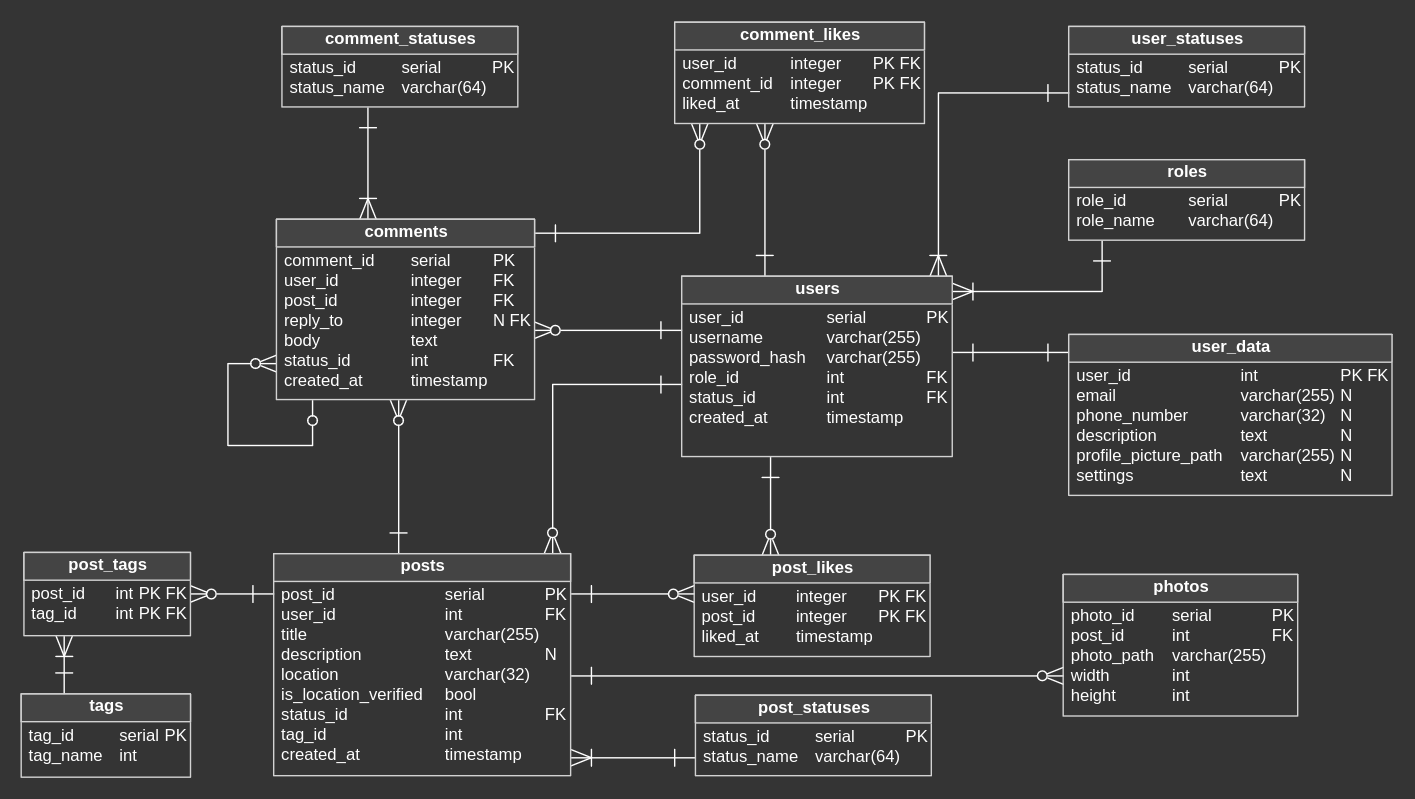 comment_statuses
status_id serial PK
status_name varchar(64)
comment_likes
user_id integer PK FK
comment_id integer PK FK
liked_at timestamp
user_statuses
status_id serial PK
status_name varchar(64)
roles
role_id serial PK
role_name varchar(64)
comments
comment_id serial PK
user_id integer FK
post_id integer FK
reply_to integer N FK
body text
status_id int FK
created_at timestamp
users
user_id serial PK
username varchar(255)
password_hash varchar(255)
role_id int FK
status_id int FK
created_at timestamp
user_data
user_id int PK FK
email varchar(255) N
phone_number varchar(32) N
description text N
profile_picture_path varchar(255) N
settings text N
post_tags
post_id int PK FK
tag_id int PK FK
tags
tag_id serial PK
tag_name int
posts
post_id serial PK
user_id int FK
title varchar(255)
description text N
location varchar(32)
is_location_verified bool
status_id int FK
tag_id int
created_at timestamp
post_likes
user_id integer PK FK
post_id integer PK FK
liked_at timestamp
post_statuses
status_id serial PK
status_name varchar(64)
photos
photo_id serial PK
post_id int FK
photo_path varchar(255)
width int
height int